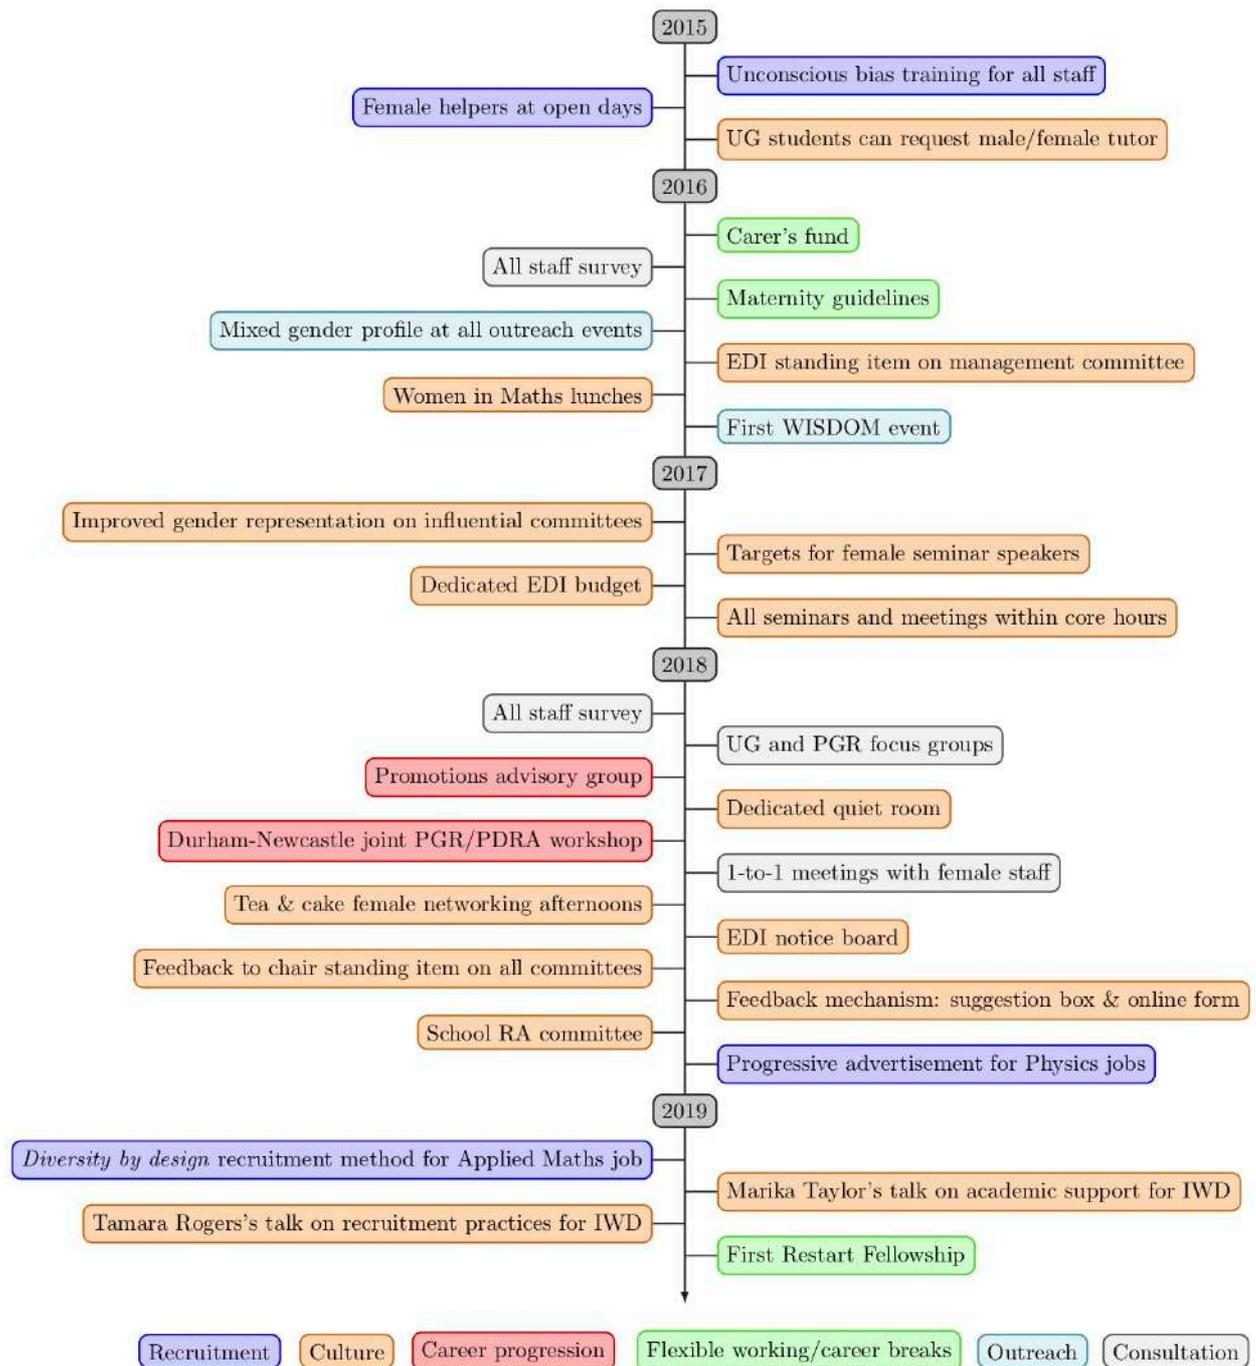 2015
Unconscious bias training for all staff
Female helpers at open days
UG students can request male/female tutor
2016
Carer's fund
All staff survey
Maternity guidelines
Mixed gender profile at all outreach events
EDI standing item on management committee
Women in Maths lunches
First WISDOM event
2017
Improved gender representation on influential committees
Targets for female seminar speakers
Dedicated EDI budget
All seminars and meetings within core hours
2018
All staff survey
UG and PGR focus groups
Promotions advisory group
Dedicated quiet room
Durham-Newcastle joint PGR/PDRA workshop
1-to-1 meetings with female staff
Tea & cake female networking afternoons
EDI notice board
Feedback to chair standing item on all committees
Feedback mechanism: suggestion box & online form
School RA committee
Progressive advertisement for Physics jobs
2019
Diversity by design recruitment method for Applied Maths job
Marika Taylor's talk on academic support for IWD
Tamara Rogers's talk on recruitment practices for IWD
First Restart Fellowship
Recruitment Culture Career progression Flexible working/career breaks Outreach Consultation